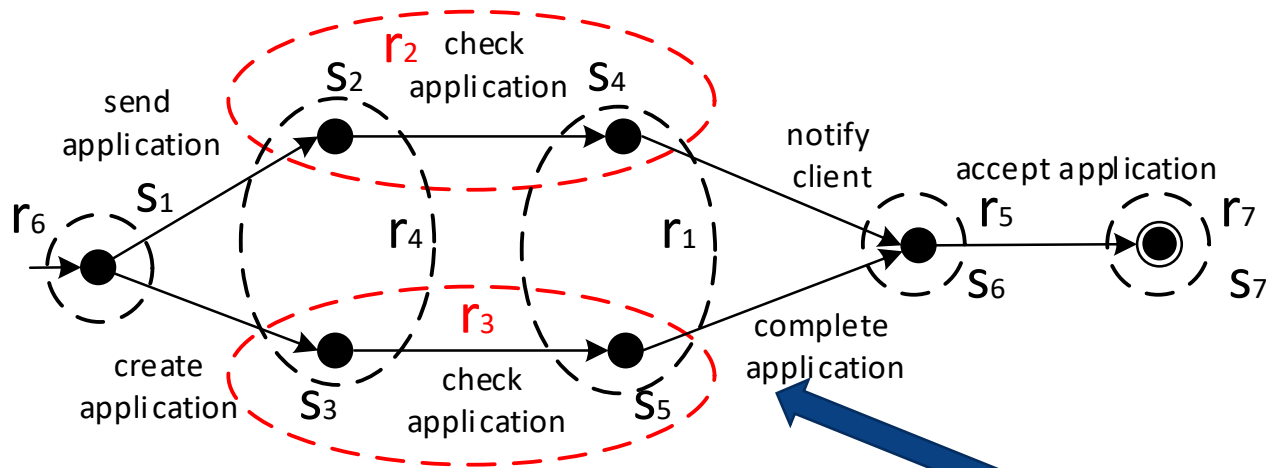 r2
check
application
s2
s4
send
application
notify
client
accept application
s1
r6
r4
r1
r5
r7
s6
s7
r3
complete
application
create
application
check
application
s3
s5